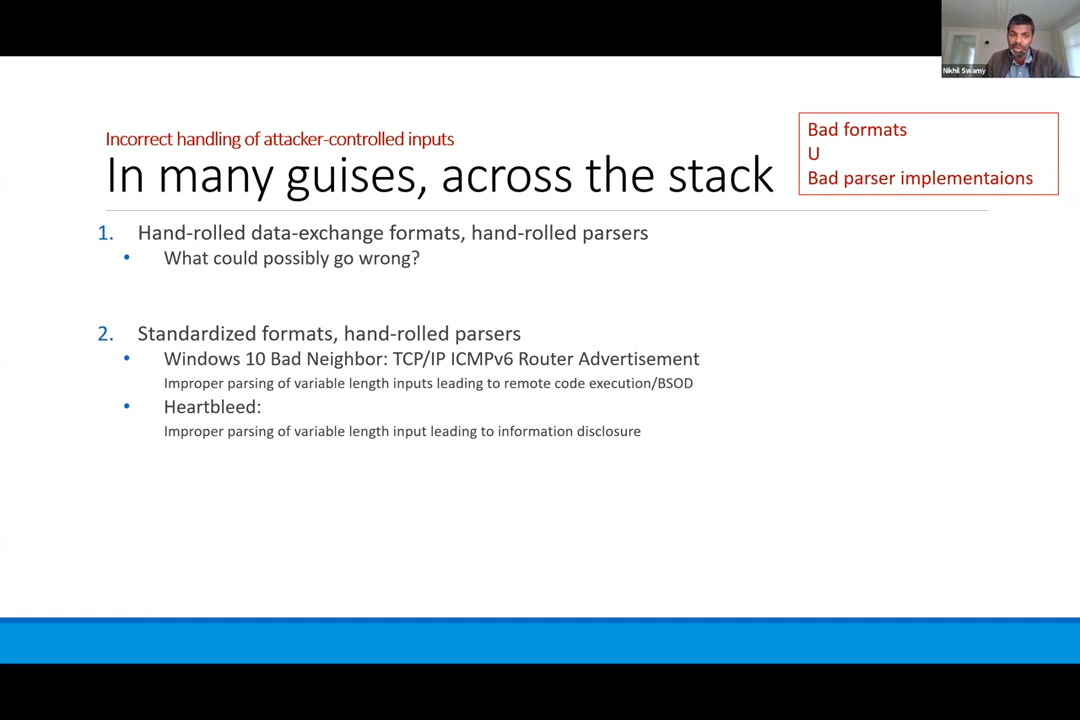 Nikhil Swamy
Incorrect handling of attacker-controlled inputs
In many guises, across the stack
Bad formats
U
Bad parser implementaions
1. Hand-rolled data-exchange formats, hand-rolled parsers
• What could possibly go wrong?
2. Standardized formats, hand-rolled parsers
• Windows 10 Bad Neighbor: TCP/IP ICMPv6 Router Advertisement
Improper parsing of variable length inputs leading to remote code execution/BSOD
• Heartbleed:
Improper parsing of variable length input leading to information disclosure